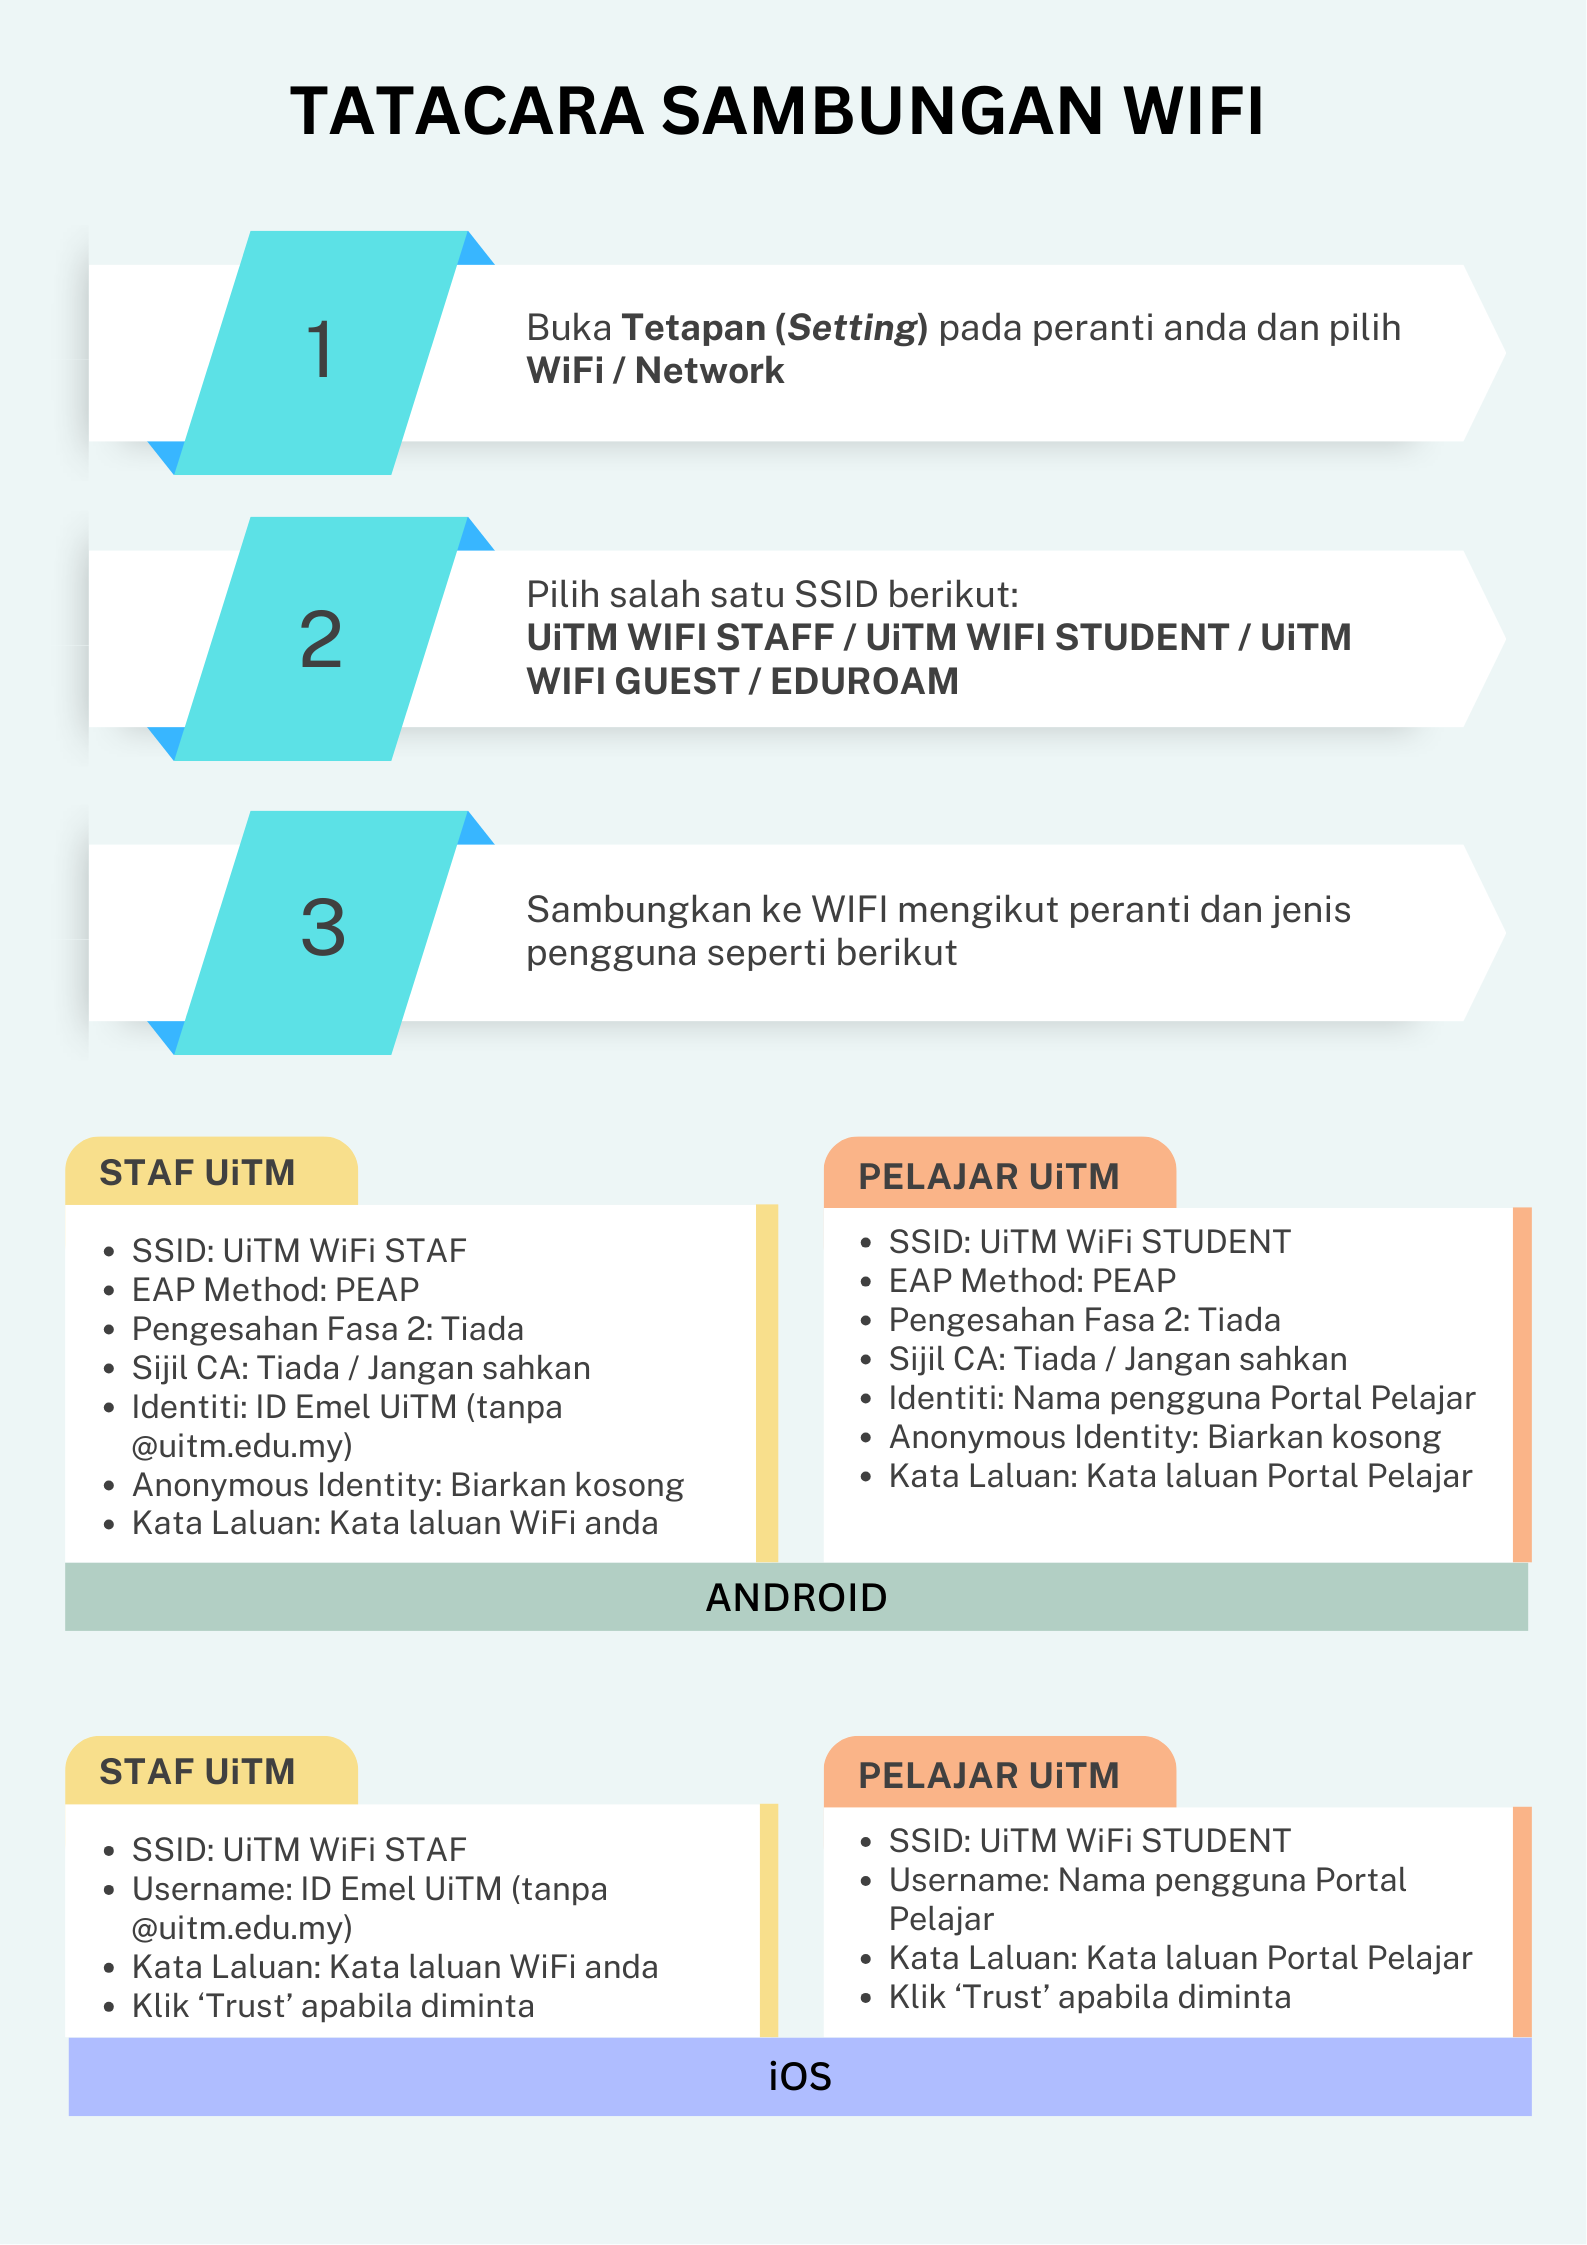 TATACARA SAMBUNGAN WIFI
1
Buka Tetapan (Setting) pada peranti anda dan pilih
WiFi / Network
2
Pilih salah satu SSID berikut:
UiTM WIFI STAFF / UiTM WIFI STUDENT / UiTM
WIFI GUEST / EDUROAM
3
Sambungkan ke WIFI mengikut peranti dan jenis
pengguna seperti berikut
STAF UiTM
• SSID: UiTM WiFi STAF
• EAP Method: PEAP
• Pengesahan Fasa 2: Tiada
• Sijil CA: Tiada / Jangan sahkan
• Identiti: ID Emel UiTM (tanpa
@uitm.edu.my)
• Anonymous Identity: Biarkan kosong
• Kata Laluan: Kata laluan WiFi anda
PELAJAR UiTM
• SSID: UiTM WiFi STUDENT
• EAP Method: PEAP
• Pengesahan Fasa 2: Tiada
• Sijil CA: Tiada / Jangan sahkan
• Identiti: Nama pengguna Portal Pelajar
• Anonymous Identity: Biarkan kosong
• Kata Laluan: Kata laluan Portal Pelajar
ANDROID
STAF UiTM
• SSID: UiTM WiFi STAF
• Username: ID Emel UiTM (tanpa
@uitm.edu.my)
• Kata Laluan: Kata laluan WiFi anda
• Klik ‘Trust’ apabila diminta
PELAJAR UiTM
• SSID: UiTM WiFi STUDENT
• Username: Nama pengguna Portal
Pelajar
• Kata Laluan: Kata laluan Portal Pelajar
• Klik ‘Trust’ apabila diminta
iOS